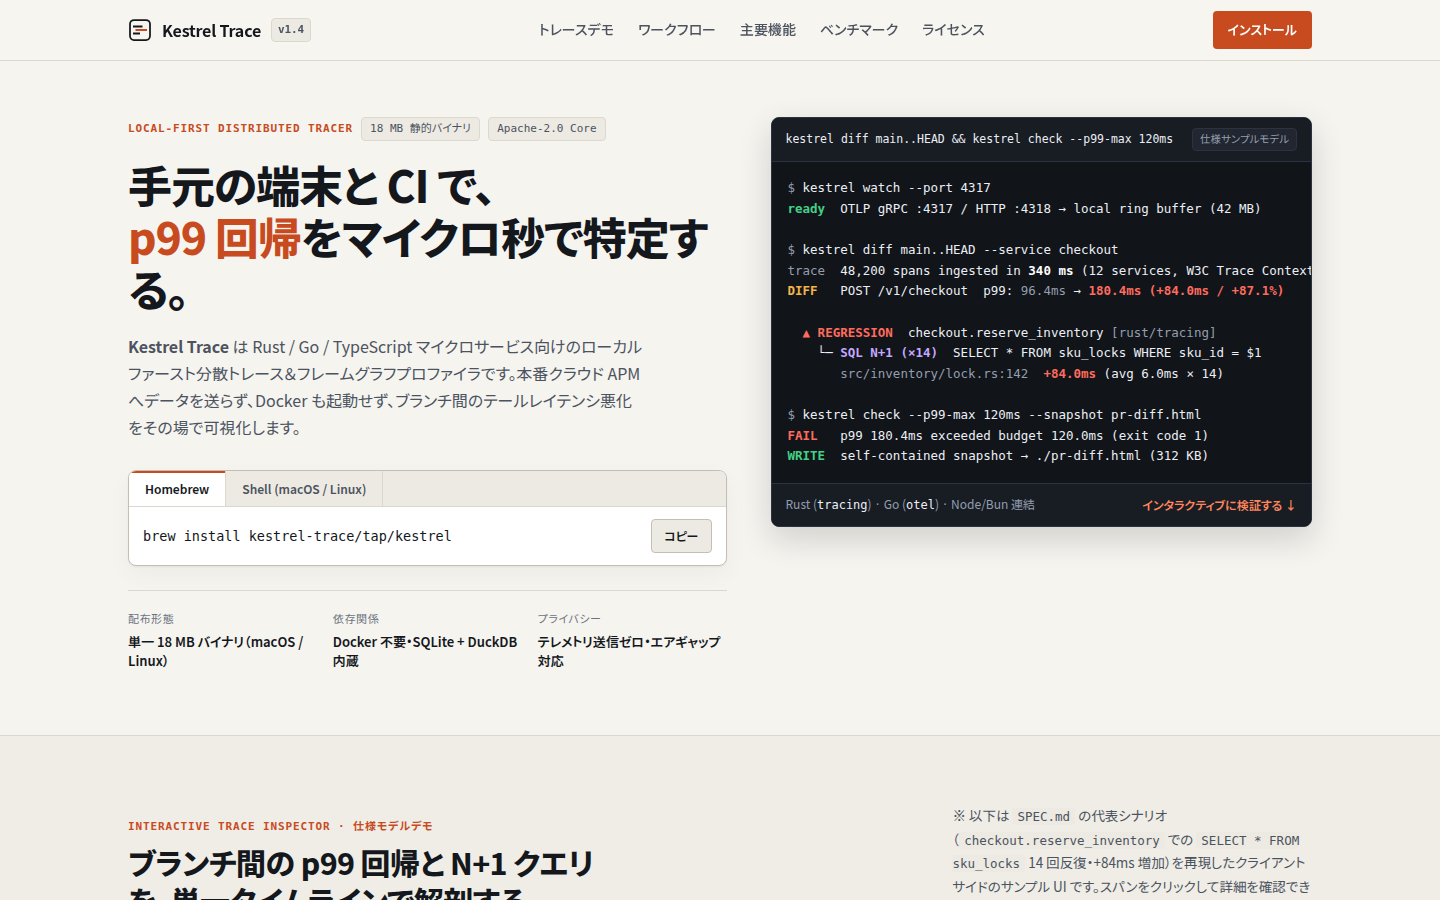 Kestrel Trace v1.4
トレースデモ ワークフロー 主要機能 ベンチマーク ライセンス
インストール
LOCAL-FIRST DISTRIBUTED TRACER 18 MB 静的バイナリ Apache-2.0 Core
手元の端末と CI で、
p99 回帰をマイクロ秒で特定す
る。
Kestrel Trace は Rust / Go / TypeScript マイクロサービス向けのローカル
ファースト分散トレース&フレームグラフプロファイラです。本番クラウド APM
へデータを送らず、Docker も起動せず、ブランチ間のテールレイテンシ悪化
をその場で可視化します。
Homebrew Shell (macOS / Linux)
brew install kestrel-trace/tap/kestrel コピー
配布形態
単一 18 MB バイナリ(macOS /
Linux)
依存関係
Docker 不要・SQLite + DuckDB
内蔵
プライバシー
テレメトリ送信ゼロ・エアギャップ
対応
kestrel diff main..HEAD && kestrel check --p99-max 120ms 仕様サンプルモデル
$ kestrel watch --port 4317
ready OTLP gRPC :4317 / HTTP :4318 → local ring buffer (42 MB)
$ kestrel diff main..HEAD --service checkout
trace 48,200 spans ingested in 340 ms (12 services, W3C Trace Context
DIFF POST /v1/checkout p99: 96.4ms → 180.4ms (+84.0ms / +87.1%)
▲ REGRESSION checkout.reserve_inventory [rust/tracing]
└─ SQL N+1 (×14) SELECT * FROM sku_locks WHERE sku_id = $1
src/inventory/lock.rs:142 +84.0ms (avg 6.0ms × 14)
$ kestrel check --p99-max 120ms --snapshot pr-diff.html
FAIL p99 180.4ms exceeded budget 120.0ms (exit code 1)
WRITE self-contained snapshot → ./pr-diff.html (312 KB)
Rust (tracing) · Go (otel) · Node/Bun 連結 インタラクティブに検証する ↓
INTERACTIVE TRACE INSPECTOR · 仕様モデルデモ
ブランチ間の p99 回帰と N+1 クエリ
を、単一タイムラインで解剖する
※ 以下は SPEC.md の代表シナリオ
( checkout.reserve_inventory での SELECT * FROM
sku_locks 14 回反復・+84ms 増加)を再現したクライアント
サイドのサンプル UI です。スパンをクリックして詳細を確認でき